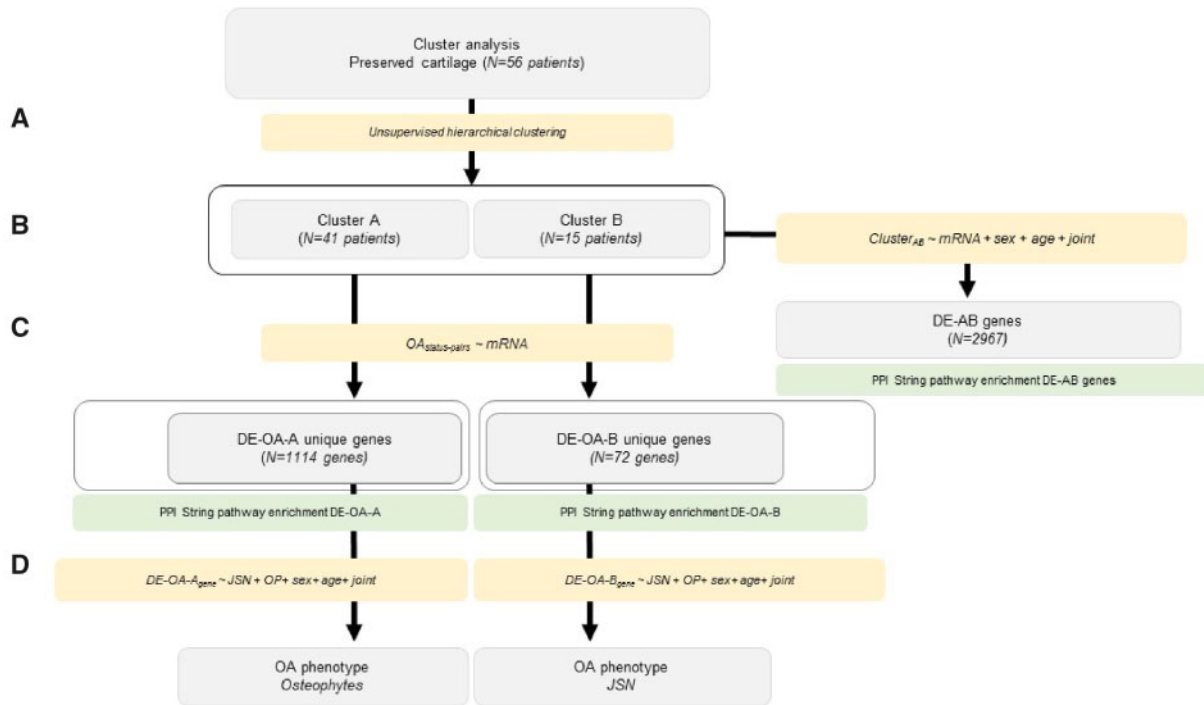 Cluster analysis
Preserved cartilage (N=56 patients)
A
Unsupervised hierarchical clustering
B
Cluster A
(N=41 patients)
Cluster B
(N=15 patients)
Cluster_AB ~ mRNA + sex + age + joint
C
DE-AB genes
(N=2967)
OA_status-pairs ~ mRNA
PPI String pathway enrichment DE-AB genes
DE-OA-A unique genes
(N=1114 genes)
DE-OA-B unique genes
(N=72 genes)
PPI String pathway enrichment DE-OA-A
PPI String pathway enrichment DE-OA-B
D
DE-OA-A_gene ~ JSN + OP+ sex+ age+ joint
DE-OA-B_gene ~ JSN + OP+ sex+ age+ joint
OA phenotype
Osteophytes
OA phenotype
JSN